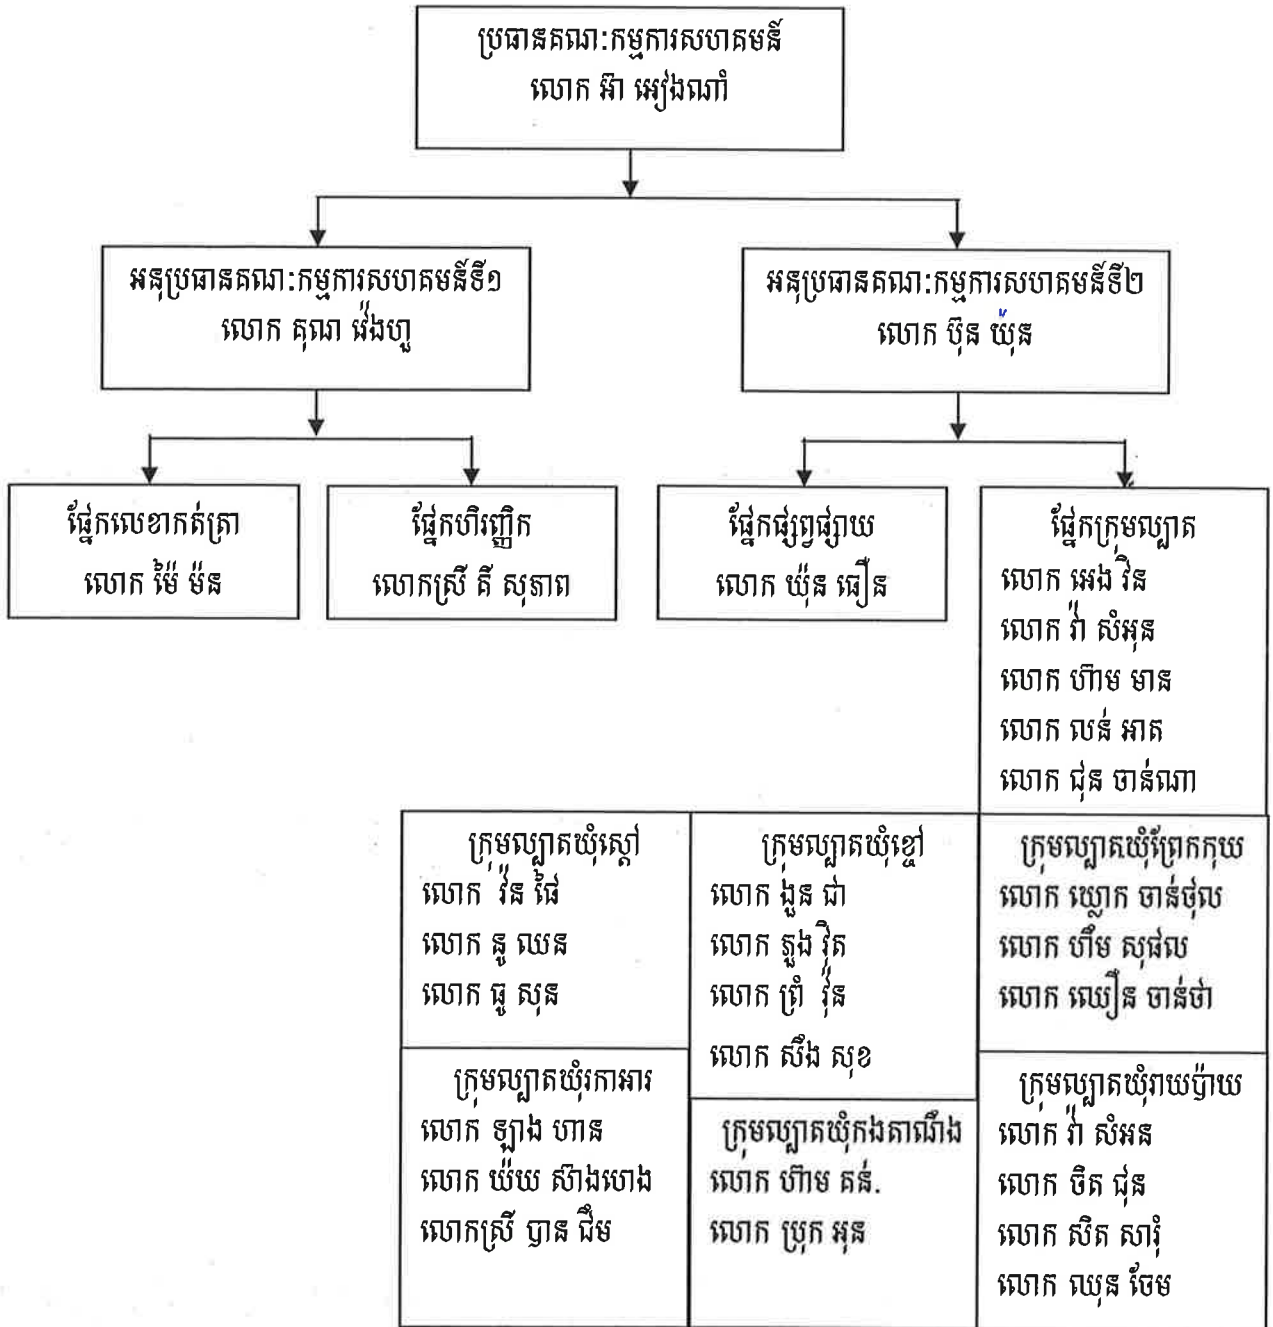 ប្រធានគណៈកម្មការសហគមន៍
លោក អ៊ា អៀងណាំ
អនុប្រធានគណៈកម្មការសហគមន៍ទី១
លោក គុណ វ៉េងហួ
អនុប្រធានគណៈកម្មការសហគមន៍ទី២
លោក ប៊ុន យ៉ុន
ផ្នែកលេខាកត់ត្រា
លោក ម៉ៃ ម៉ន
ផ្នែកហិរញ្ញិក
លោកស្រី គី សុភាព
ផ្នែកផ្សព្វផ្សាយ
លោក យ៉ុន ធឿន
ផ្នែកក្រុមល្បាត
លោក អេង វិន
លោក វ៉ា សំអុន
លោក ហ៊ាម មាន
លោក លន់ អាត
លោក ជុន ចាន់ណា
ក្រុមល្បាតឃុំស្តៅ
លោក វ៉ន ផៃ
លោក នូ ឈន
លោក ធូ សុន
ក្រុមល្បាតឃុំខ្ចៅ
លោក ងួន ជា
លោក ភួង វុិត
លោក ព្រំ វ៉ុន
លោក សឹង សុខ
ក្រុមល្បាតឃុំព្រែកកុយ
លោក ឃ្លោក ចាន់ថុល
លោក ហឹម សុផល
លោក ឈឿន ចាន់ថា
ក្រុមល្បាតឃុំរកាអារ
លោក ឡាង ហាន
លោក យ៉យ ស៊ាងហេង
លោកស្រី បាន ជឹម
ក្រុមល្បាតឃុំកងតាណឹង
លោក ហ៊ាម គន់.
លោក ប្រុក អុន
ក្រុមល្បាតឃុំរាយប៉ាយ
លោក វ៉ា សំអន
លោក ចិត ជុន
លោក សិត សារុំ
លោក ឈុន ចែម